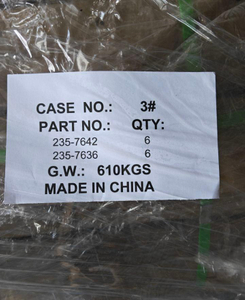 CASE NO.: 3#
PART NO.: QTY:
235-7642 6
235-7636 6
G.W.: 610KGS
MADE IN CHINA